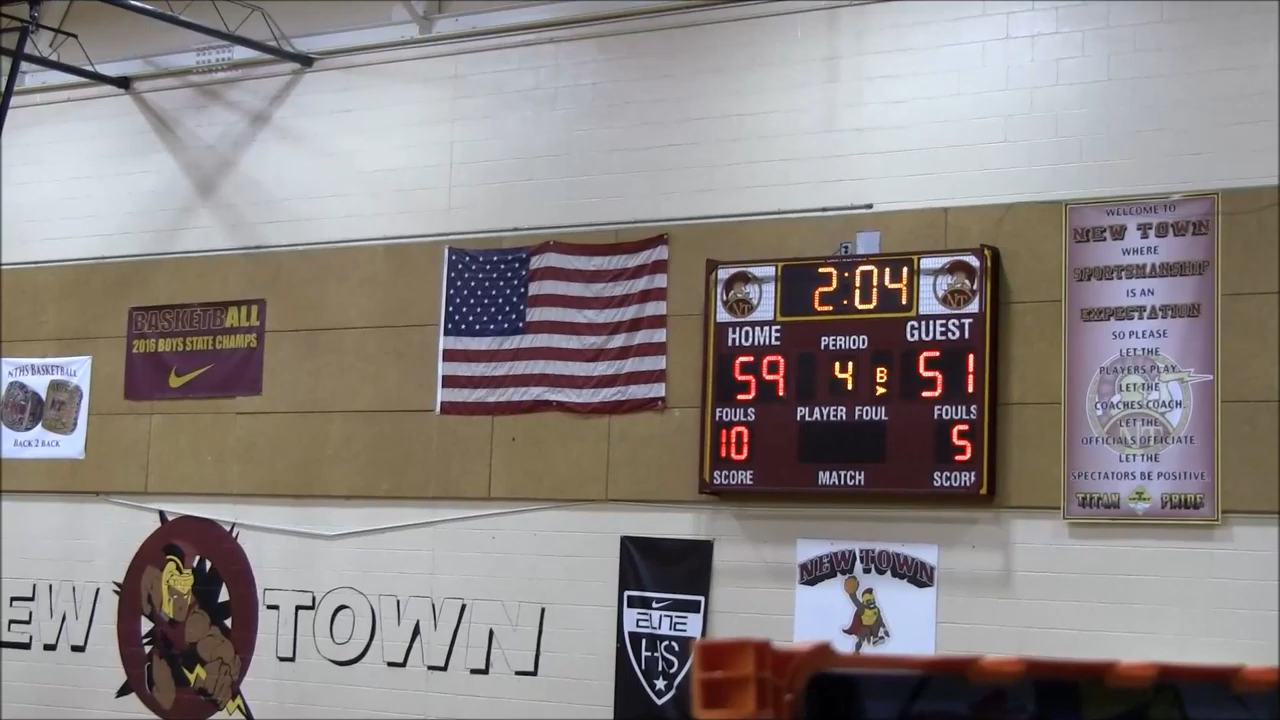 WELCOME TO
NEW TOWN
WHERE
SPORTSMANSHIP
IS AN
EXPECTATION
SO PLEASE
LET THE
PLAYERS PLAY.
LET THE
COACHES COACH.
LET THE
OFFICIALS OFFICIATE.
LET THE
SPECTATORS BE POSITIVE.
TITAN PRIDE
2:04
NT
NT
HOME
PERIOD
GUEST
59
4
B
51
FOULS
PLAYER FOUL
FOULS
10
5
SCORE
MATCH
SCORE
BASKETBALL
2016 BOYS STATE CHAMPS
NTHS BASKETBALL
BACK 2 BACK
EW TOWN
ELITE
HS
NEW TOWN